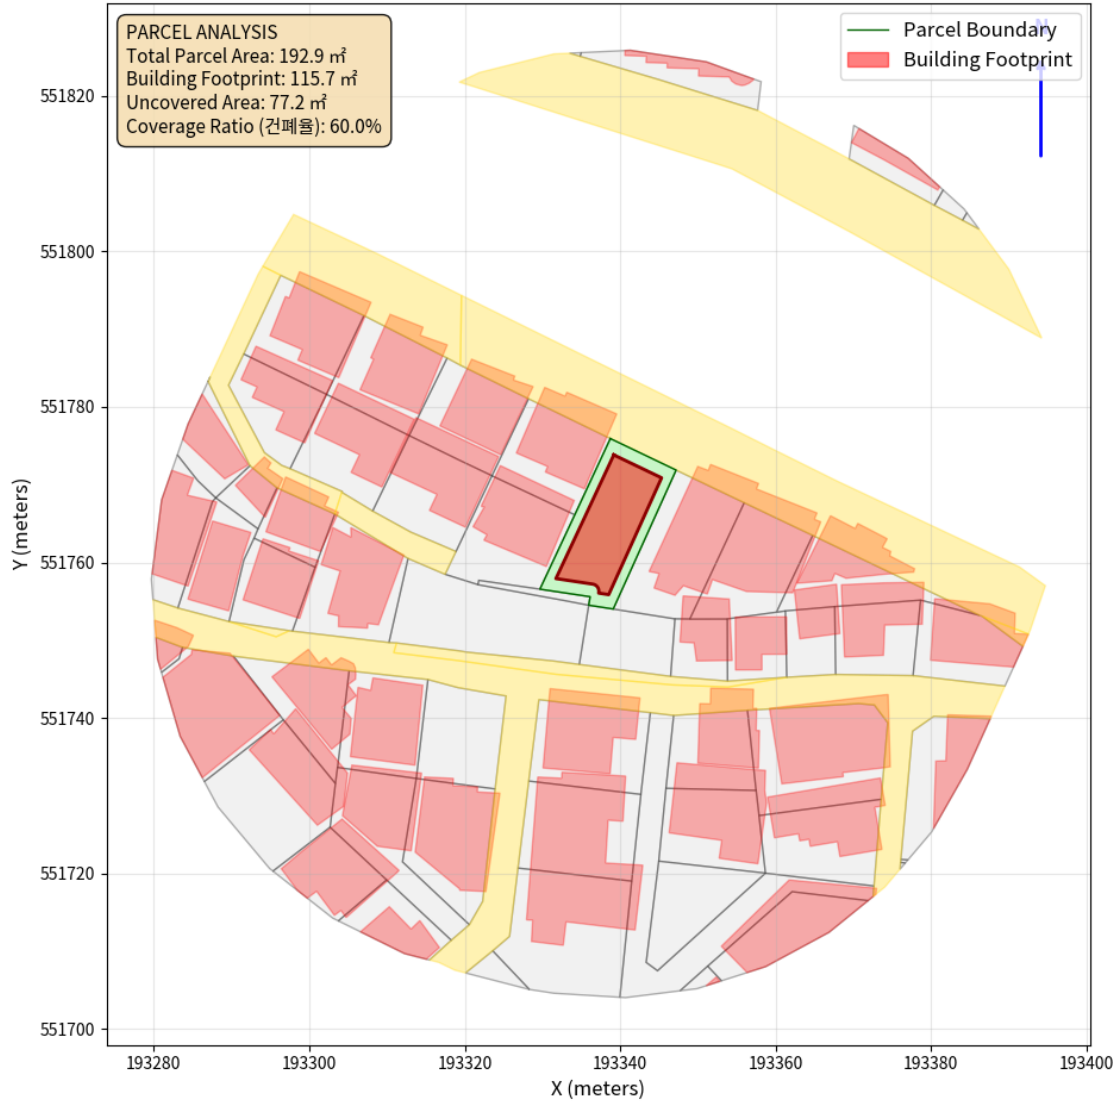 PARCEL ANALYSIS
Total Parcel Area: 192.9 ㎡
Building Footprint: 115.7 ㎡
Uncovered Area: 77.2 ㎡
Coverage Ratio (건폐율): 60.0%
Parcel Boundary
Building Footprint
N
551820
551800
551780
551760
551740
551720
551700
Y (meters)
193280
193300
193320
193340
193360
193380
193400
X (meters)